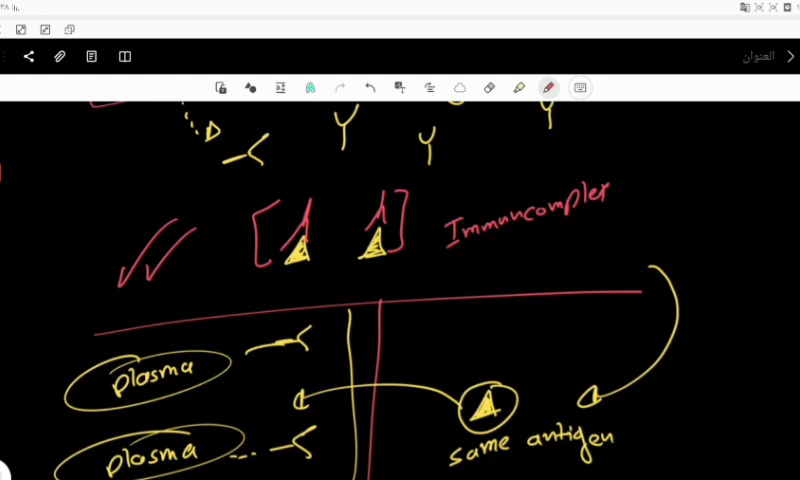 العنوان
Immuncomplex
plasma
plasma
same antigen